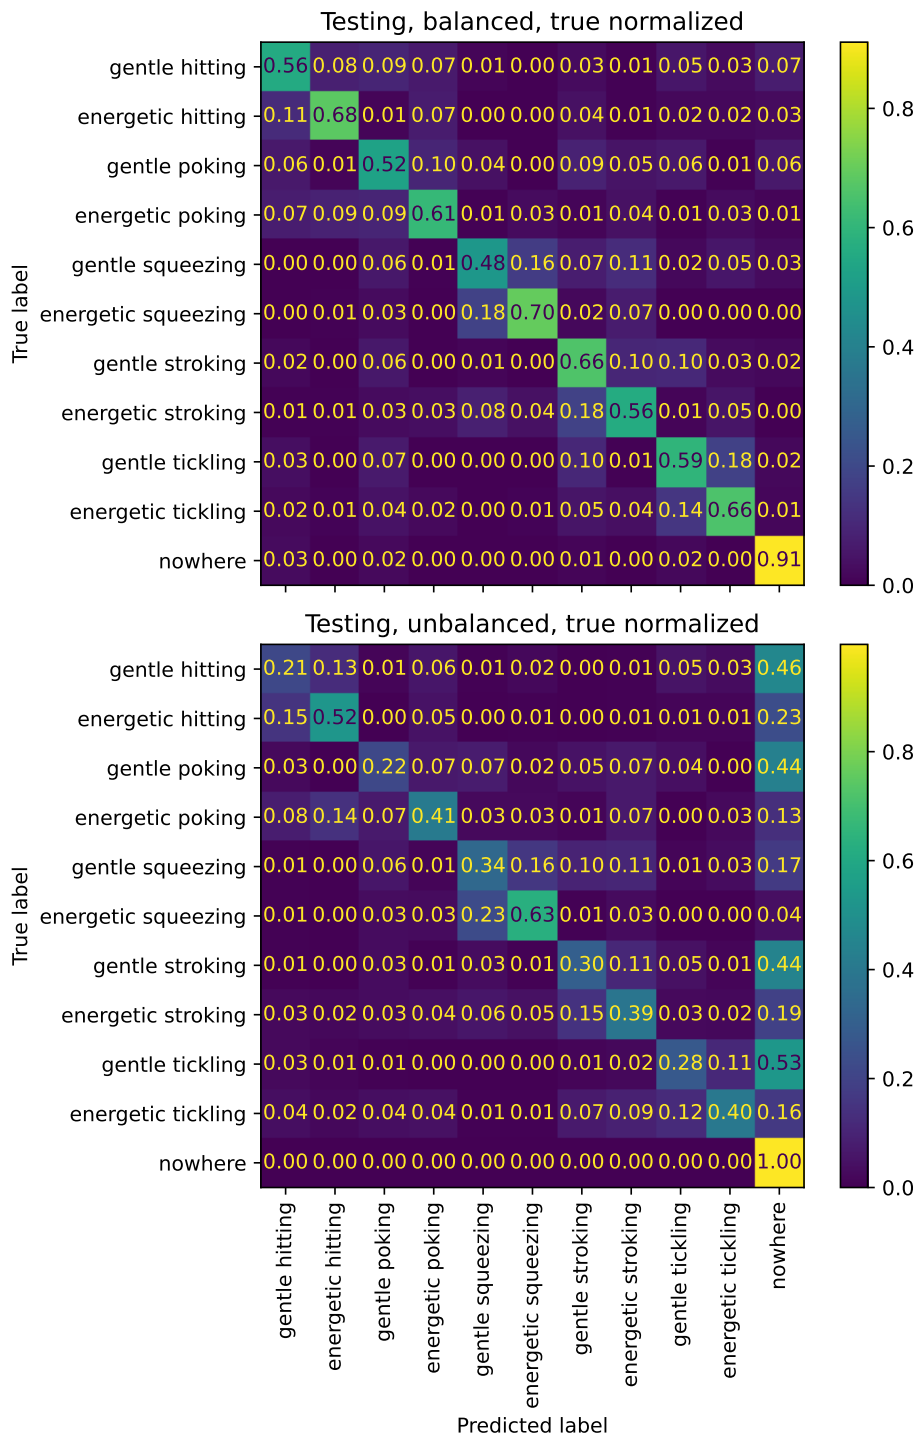 Testing, balanced, true normalized
gentle hitting 0.56 0.08 0.09 0.07 0.01 0.00 0.03 0.01 0.05 0.03 0.07
energetic hitting 0.11 0.68 0.01 0.07 0.00 0.00 0.04 0.01 0.02 0.02 0.03
gentle poking 0.06 0.01 0.52 0.10 0.04 0.00 0.09 0.05 0.06 0.01 0.06
energetic poking 0.07 0.09 0.09 0.61 0.01 0.03 0.01 0.04 0.01 0.03 0.01
gentle squeezing 0.00 0.00 0.06 0.01 0.48 0.16 0.07 0.11 0.02 0.05 0.03
energetic squeezing 0.00 0.01 0.03 0.00 0.18 0.70 0.02 0.07 0.00 0.00 0.00
gentle stroking 0.02 0.00 0.06 0.00 0.01 0.00 0.66 0.10 0.10 0.03 0.02
energetic stroking 0.01 0.01 0.03 0.03 0.08 0.04 0.18 0.56 0.01 0.05 0.00
gentle tickling 0.03 0.00 0.07 0.00 0.00 0.00 0.10 0.01 0.59 0.18 0.02
energetic tickling 0.02 0.01 0.04 0.02 0.00 0.01 0.05 0.04 0.14 0.66 0.01
nowhere 0.03 0.00 0.02 0.00 0.00 0.00 0.01 0.00 0.02 0.00 0.91
True label
0.8
0.6
0.4
0.2
0.0
Testing, unbalanced, true normalized
gentle hitting 0.21 0.13 0.01 0.06 0.01 0.02 0.00 0.01 0.05 0.03 0.46
energetic hitting 0.15 0.52 0.00 0.05 0.00 0.01 0.00 0.01 0.01 0.01 0.23
gentle poking 0.03 0.00 0.22 0.07 0.07 0.02 0.05 0.07 0.04 0.00 0.44
energetic poking 0.08 0.14 0.07 0.41 0.03 0.03 0.01 0.07 0.00 0.03 0.13
gentle squeezing 0.01 0.00 0.06 0.01 0.34 0.16 0.10 0.11 0.01 0.03 0.17
energetic squeezing 0.01 0.00 0.03 0.03 0.23 0.63 0.01 0.03 0.00 0.00 0.04
gentle stroking 0.01 0.00 0.03 0.01 0.03 0.01 0.30 0.11 0.05 0.01 0.44
energetic stroking 0.03 0.02 0.03 0.04 0.06 0.05 0.15 0.39 0.03 0.02 0.19
gentle tickling 0.03 0.01 0.01 0.00 0.00 0.00 0.01 0.02 0.28 0.11 0.53
energetic tickling 0.04 0.02 0.04 0.04 0.01 0.01 0.07 0.09 0.12 0.40 0.16
nowhere 0.00 0.00 0.00 0.00 0.00 0.00 0.00 0.00 0.00 0.00 1.00
True label
0.8
0.6
0.4
0.2
0.0
gentle hitting
energetic hitting
gentle poking
energetic poking
gentle squeezing
energetic squeezing
gentle stroking
energetic stroking
gentle tickling
energetic tickling
nowhere
Predicted label